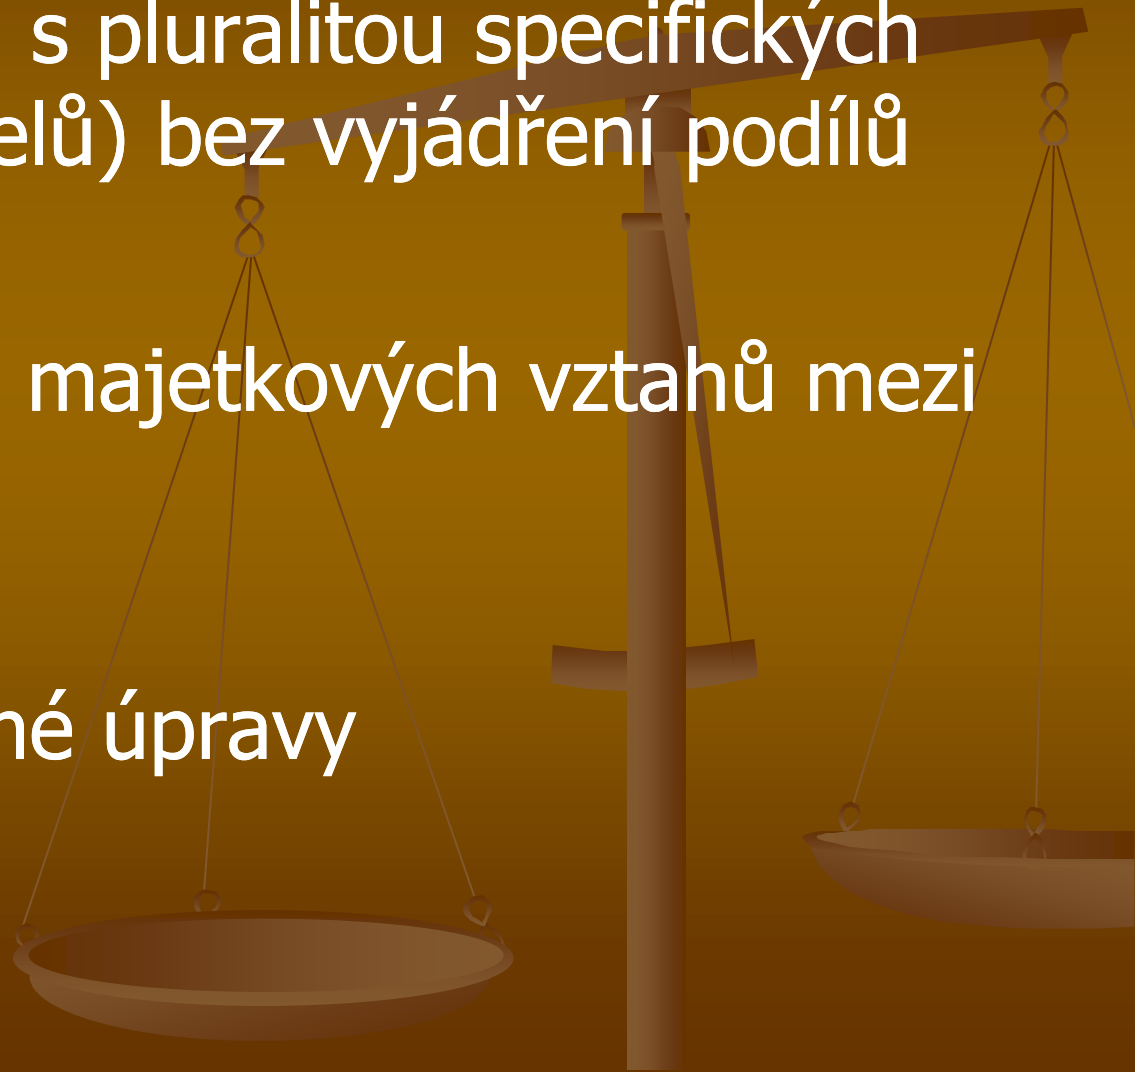 s pluralitou specifických
elů) bez vyjádření podílů
majetkových vztahů mezi
né úpravy